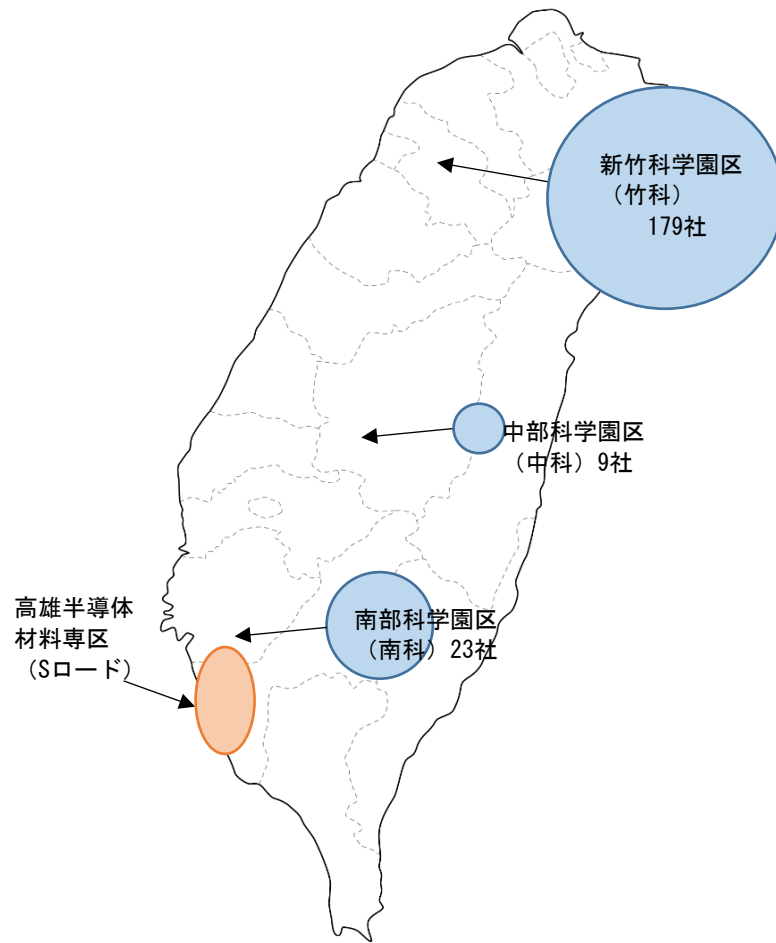 新竹科学園区
（竹科）
179社
中部科学園区
（中科）9社
南部科学園区
（南科）23社
高雄半導体
材料専区
（Sロード）